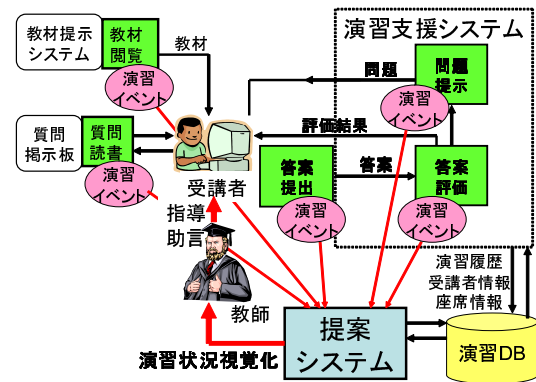 教材提示
システム
教材
閲覧
教材
演習
イベント
質問
掲示板
質問
読書
演習
イベント
受講者
指導
助言
教師
演習状況視覚化
演習支援システム
問題
問題
提示
演習
イベント
評価結果
答案
提出
答案
答案
評価
演習
イベント
演習
イベント
提案
システム
演習履歴
受講者情報
座席情報
演習DB